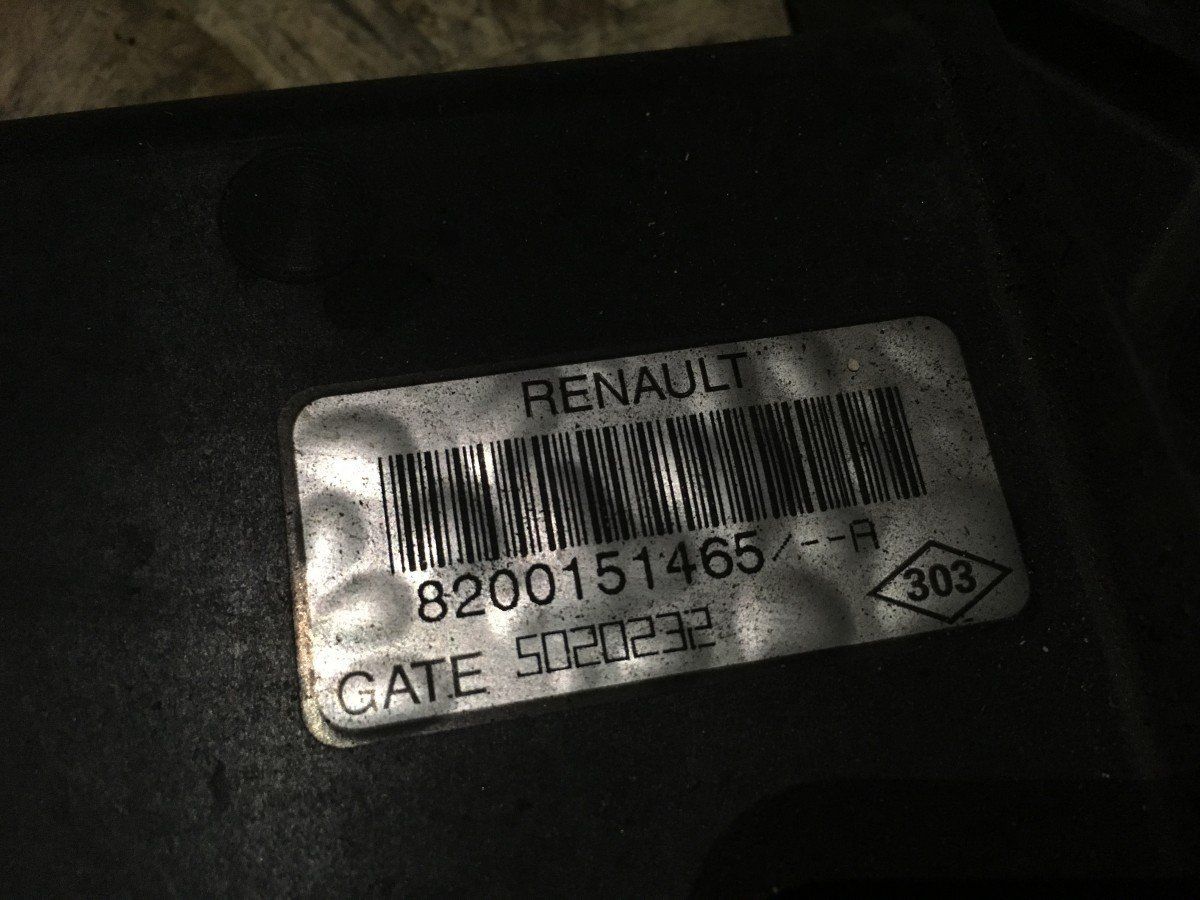 RENAULT
8200151465/--A
303
GATE 5020232